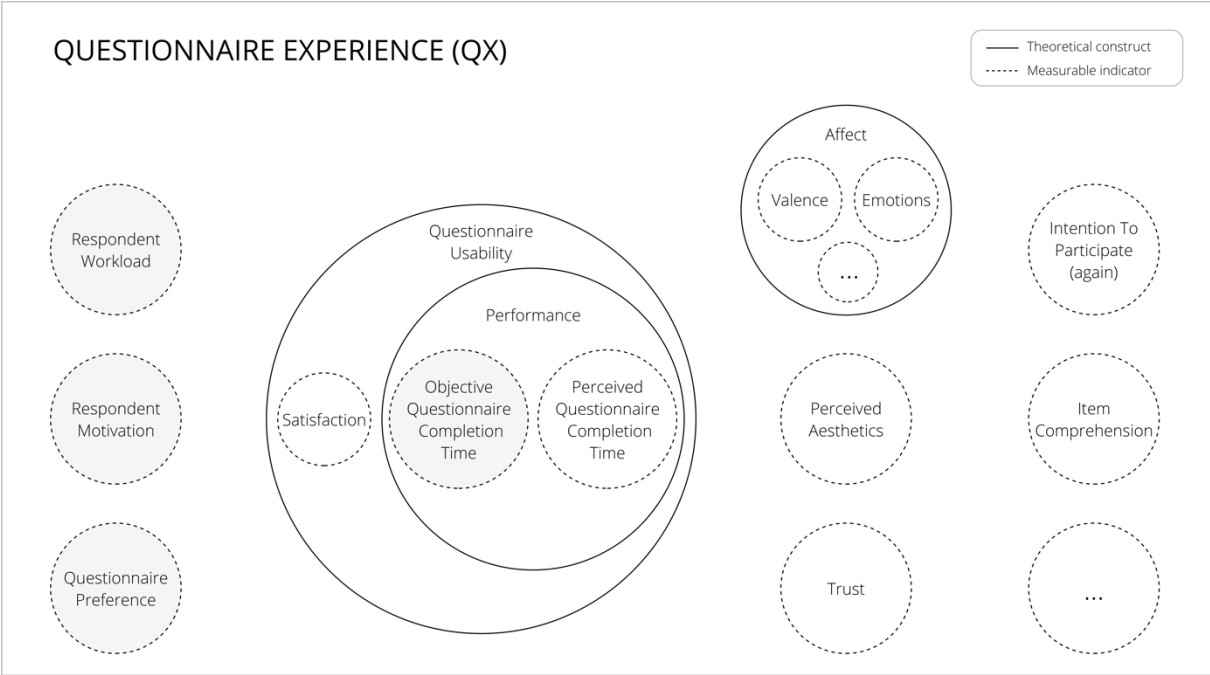 QUESTIONNAIRE EXPERIENCE (QX)
Theoretical construct
Measurable indicator
Respondent
Workload
Respondent
Motivation
Questionnaire
Preference
Questionnaire
Usability
Performance
Satisfaction
Objective
Questionnaire
Completion
Time
Perceived
Questionnaire
Completion
Time
Affect
Valence
Emotions
...
Perceived
Aesthetics
Trust
Intention To
Participate
(again)
Item
Comprehension
...